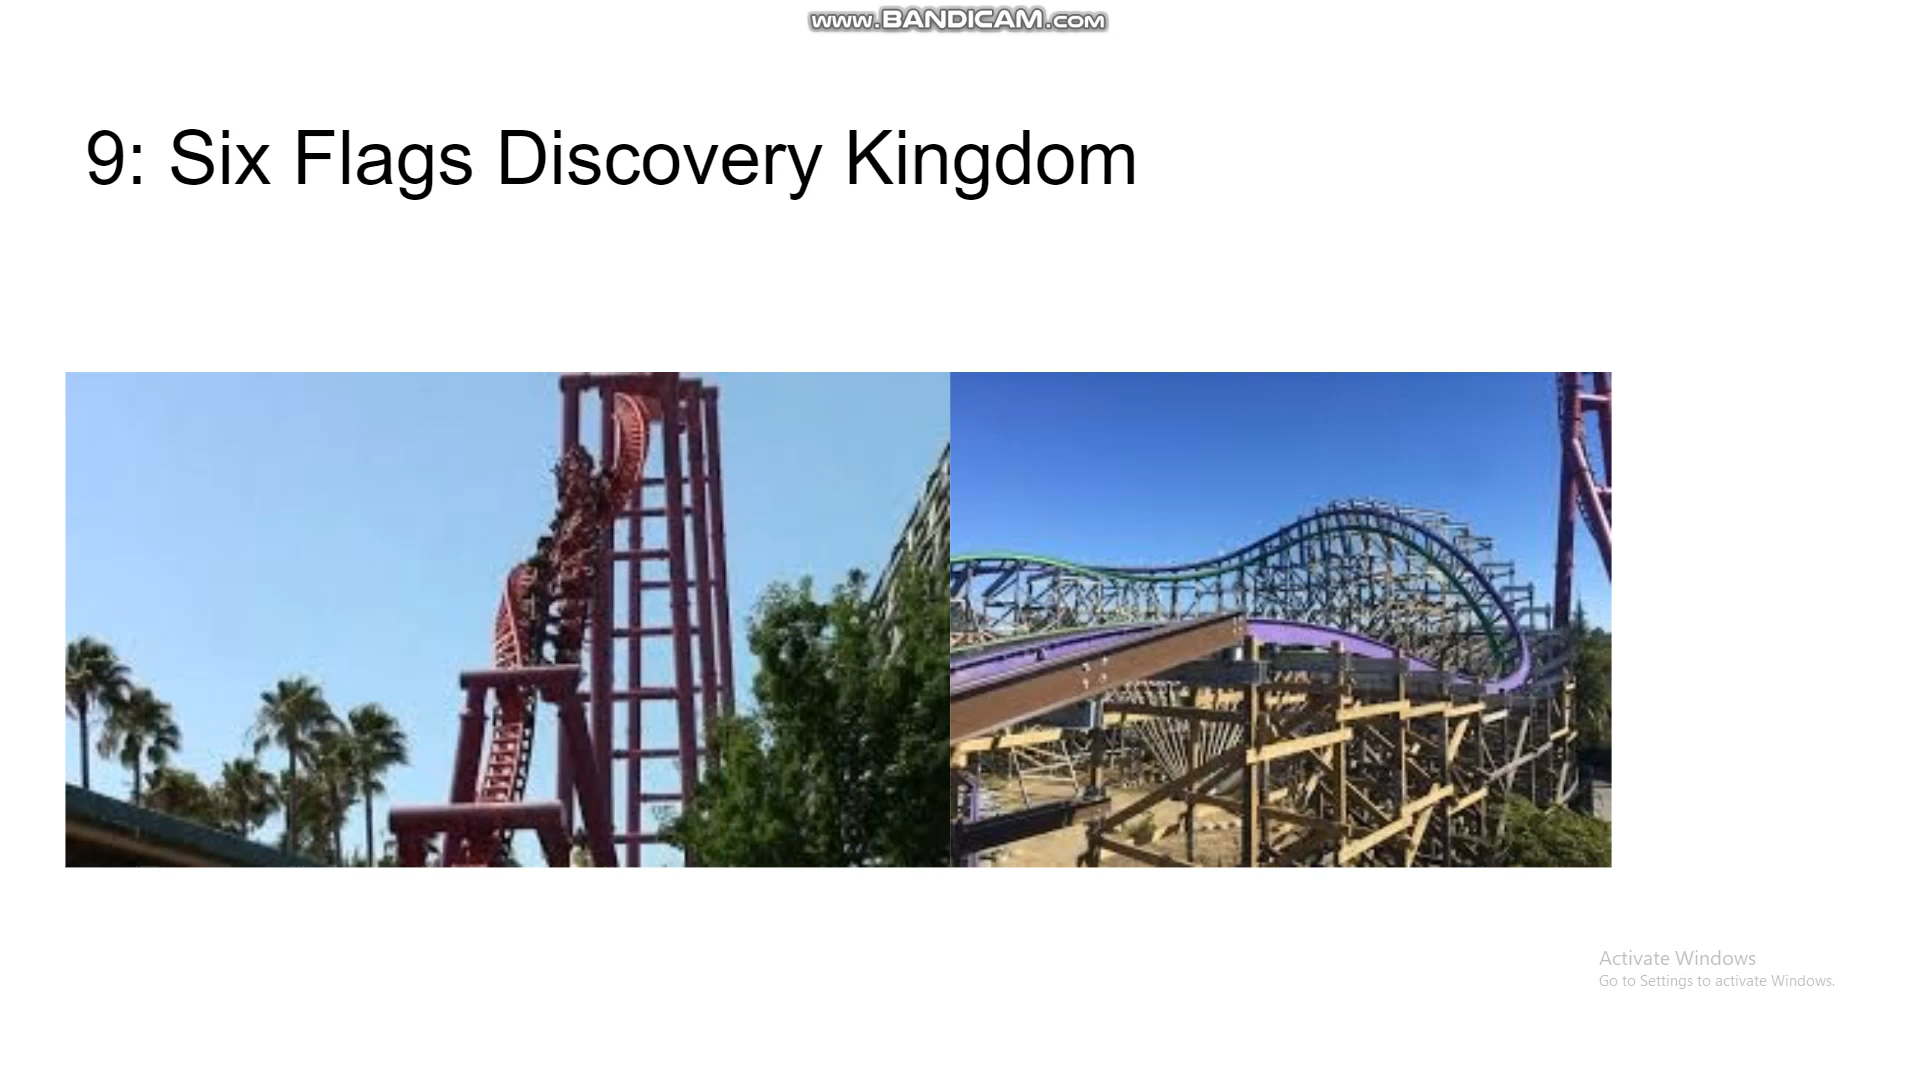 www.BANDICAM.com
9: Six Flags Discovery Kingdom
Activate Windows
Go to Settings to activate Windows.